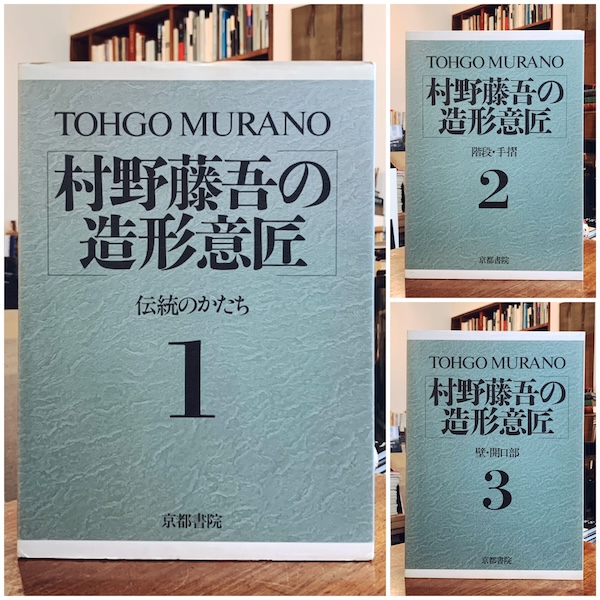 TOHGO MURANO
村野藤吾の
造形意匠
伝統のかたち
1
京都書院
TOHGO MURANO
村野藤吾の
造形意匠
階段・手摺
2
京都書院
TOHGO MURANO
村野藤吾の
造形意匠
壁・開口部
3
京都書院